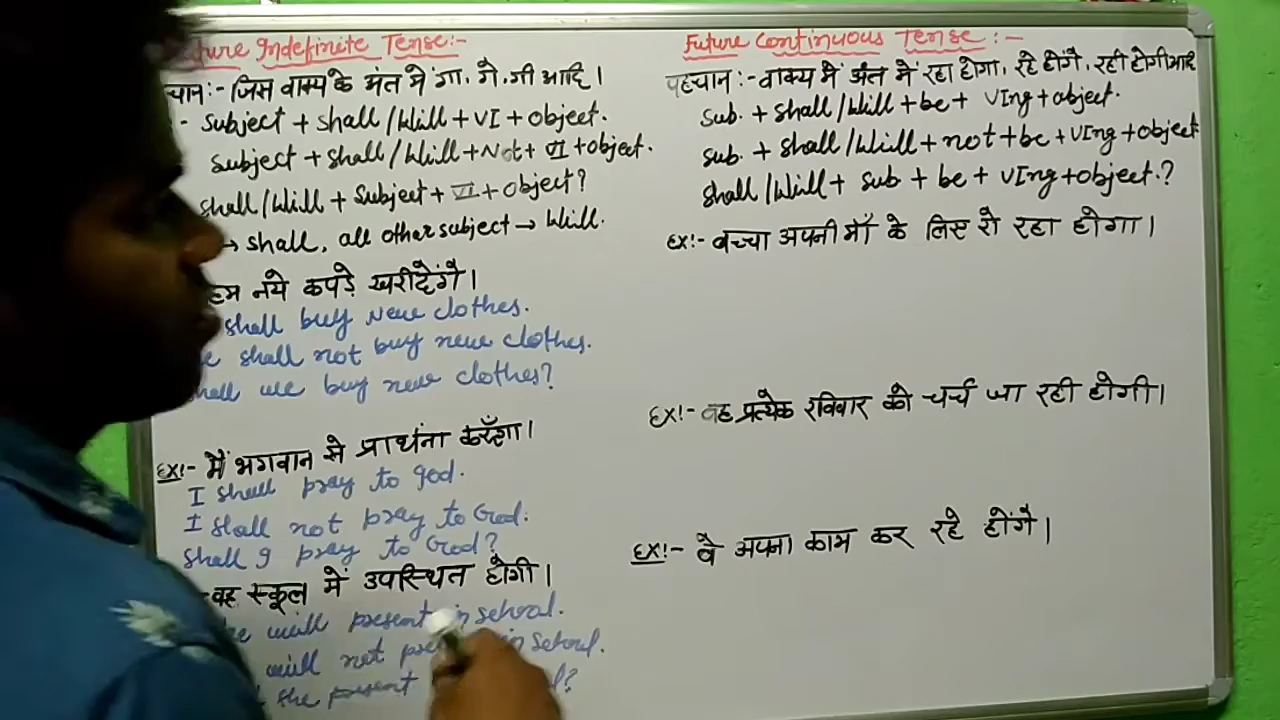 ure Indefinite Tense:-
चान:- जिस वाक्य के अंत में गा, गे, गी आदि।
- Subject + shall/Will + VI + object.
Subject + shall/Will + Not + VI + object.
shall/Will + Subject + VI + Object?
→ shall, all other subject → Will.
हम नये कपड़े खरीदेंगे।
shall buy new clothes.
e shall not buy new clothes.
hall we buy new clothes?
EX!- मैं भगवान से प्रार्थना करूँगा।
I shall pray to god.
I shall not pray to God.
Shall I pray to God?
वह स्कूल में उपस्थित होगी।
he will present in school.
will not pre in School.
she present l?
Future Continuous Tense:-
पहचान:- वाक्य में अंत में रहा होगा, रहे होंगे, रही होगी आदि
Sub. + Shall/Will + be + VIng + object.
Sub. + Shall/Will + not + be + VIng + Object
Shall/Will + sub + be + VIng + object.?
EX!- बच्चा अपनी माँ के लिए रो रहा होगा।
EX!- वह प्रत्येक रविवार को चर्च जा रही होगी।
EX!- वे अपना काम कर रहे होंगे।